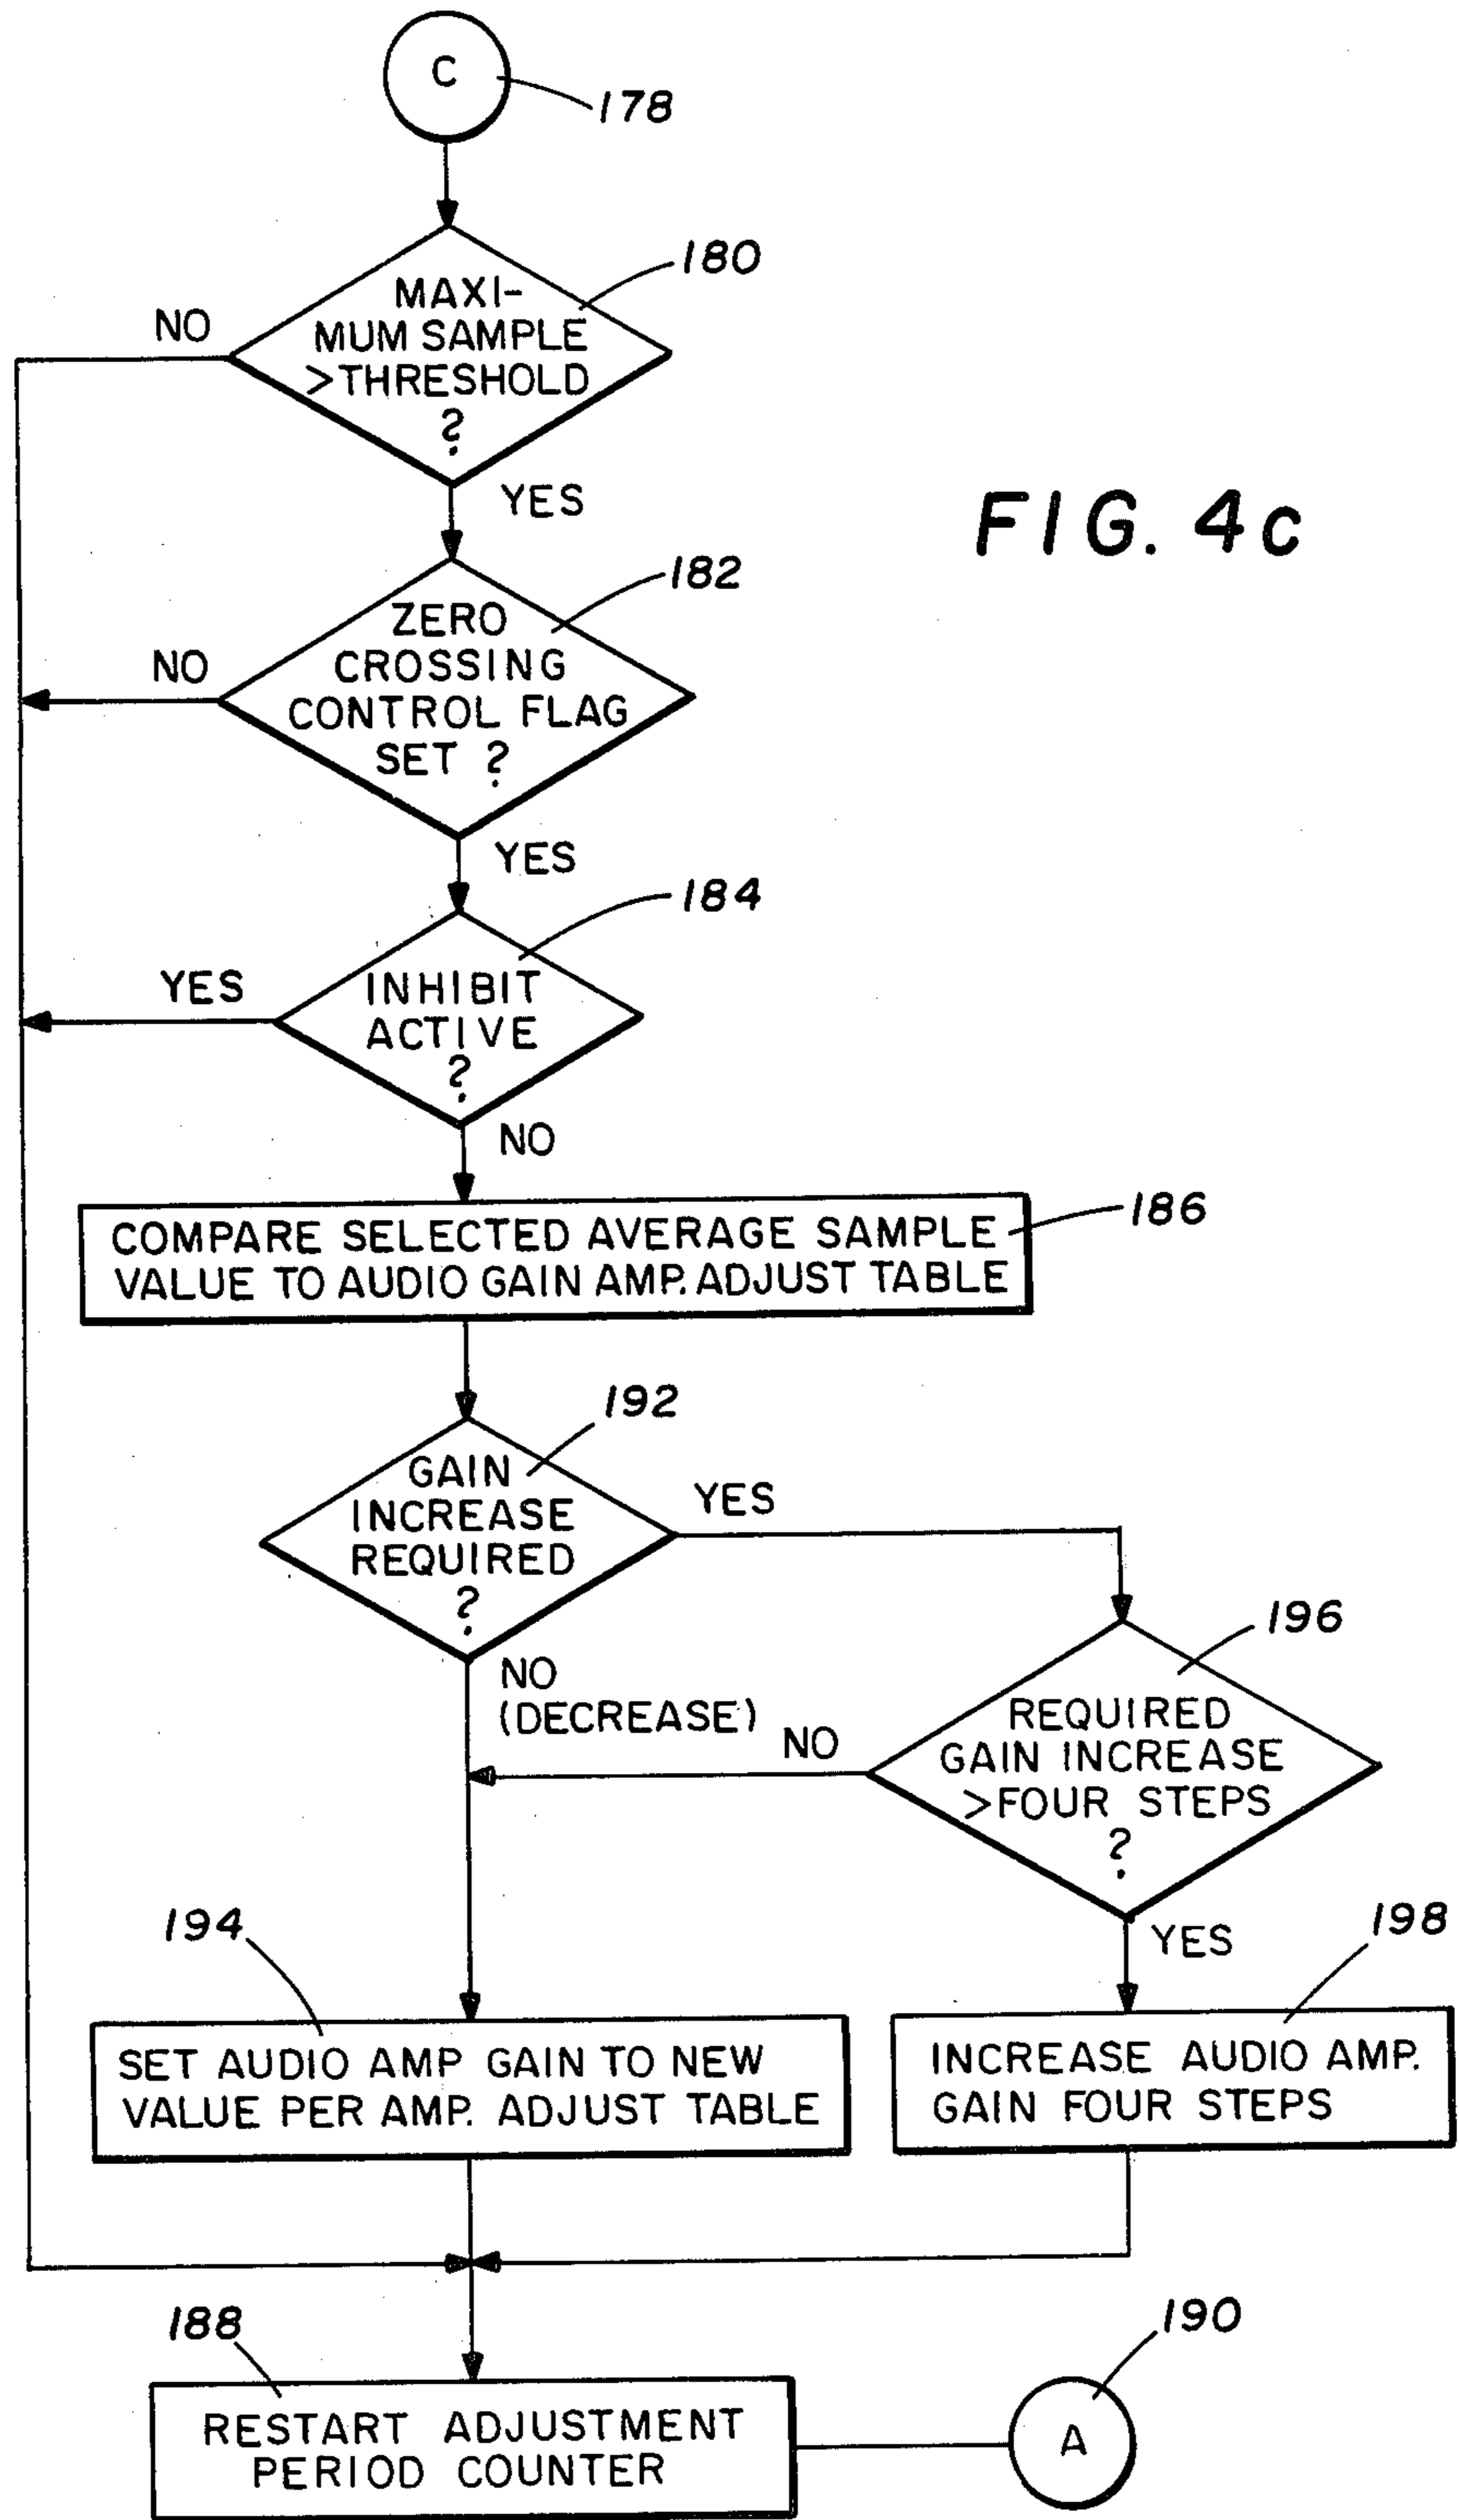 C
178
180
MAXI-
MUM SAMPLE
>THRESHOLD
?
NO
YES
FIG. 4c
182
ZERO
CROSSING
CONTROL FLAG
SET ?
NO
YES
184
INHIBIT
ACTIVE
?
YES
NO
186
COMPARE SELECTED AVERAGE SAMPLE
VALUE TO AUDIO GAIN AMP. ADJUST TABLE
192
GAIN
INCREASE
REQUIRED
?
YES
NO
(DECREASE)
196
REQUIRED
GAIN INCREASE
>FOUR STEPS
?
NO
YES
194
198
SET AUDIO AMP GAIN TO NEW
VALUE PER AMP. ADJUST TABLE
INCREASE AUDIO AMP.
GAIN FOUR STEPS
188
190
RESTART ADJUSTMENT
PERIOD COUNTER
A